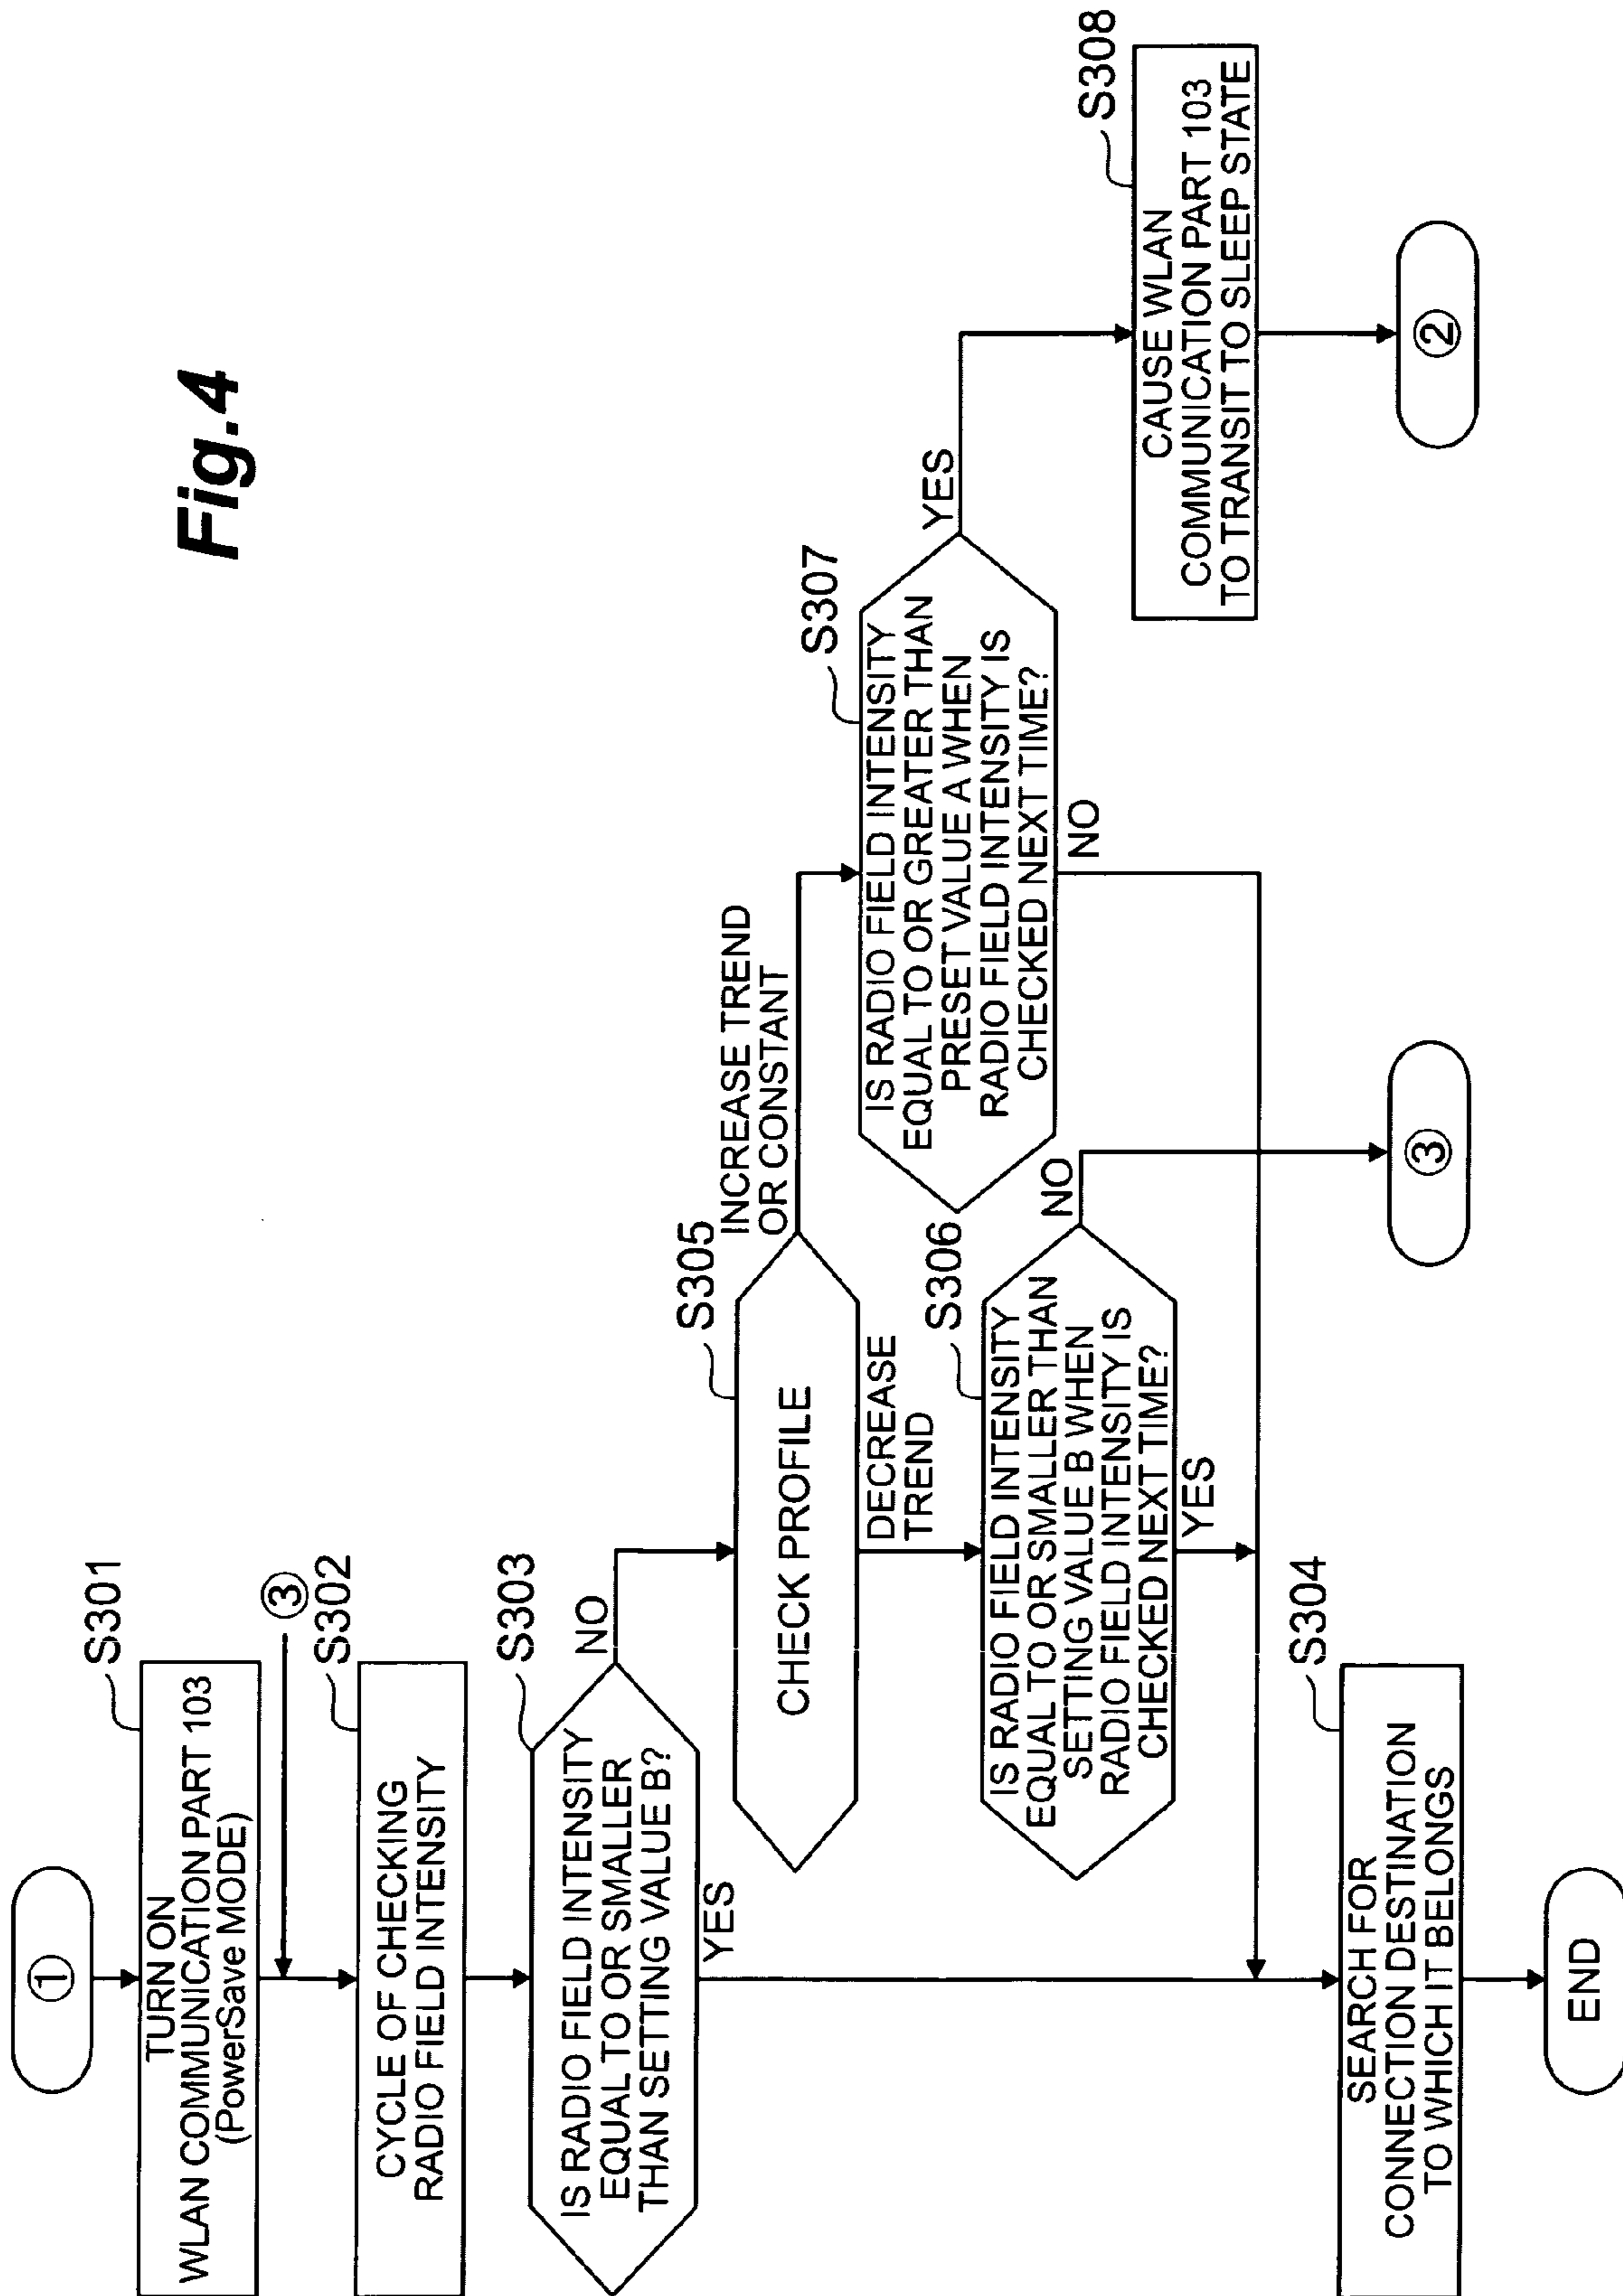 Fig.4
①
S301
TURN ON
WLAN COMMUNICATION PART 103
(PowerSave MODE)
③
S302
CYCLE OF CHECKING
RADIO FIELD INTENSITY
S303
IS RADIO FIELD INTENSITY
EQUAL TO OR SMALLER
THAN SETTING VALUE B?
NO
YES
S305
CHECK PROFILE
INCREASE TREND
OR CONSTANT
DECREASE
TREND
S306
IS RADIO FIELD INTENSITY
EQUAL TO OR SMALLER THAN
SETTING VALUE B WHEN
RADIO FIELD INTENSITY IS
CHECKED NEXT TIME?
NO
YES
S307
IS RADIO FIELD INTENSITY
EQUAL TO OR GREATER THAN
PRESET VALUE A WHEN
RADIO FIELD INTENSITY IS
CHECKED NEXT TIME?
YES
NO
S308
CAUSE WLAN
COMMUNICATION PART 103
TO TRANSIT TO SLEEP STATE
S304
SEARCH FOR
CONNECTION DESTINATION
TO WHICH IT BELONGS
③
②
END